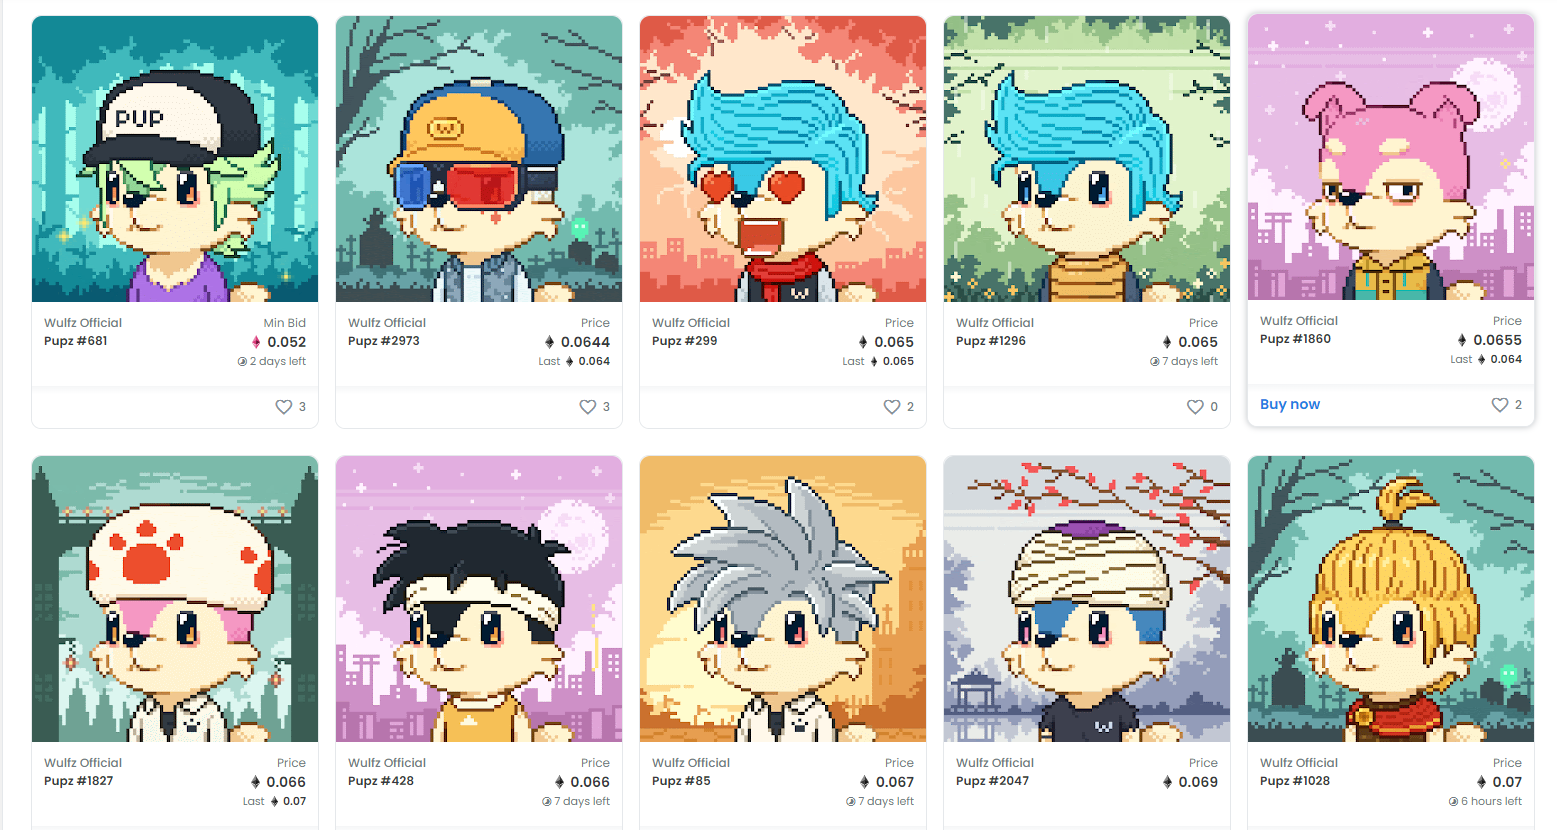 PUP
Wulfz Official Min Bid
Pupz #681 0.052
2 days left
3
Wulfz Official Price
Pupz #2973 0.0644
Last 0.064
3
Wulfz Official Price
Pupz #299 0.065
Last 0.065
2
Wulfz Official Price
Pupz #1296 0.065
7 days left
0
Wulfz Official Price
Pupz #1860 0.0655
Last 0.064
Buy now 2
Wulfz Official Price
Pupz #1827 0.066
Last 0.07
Wulfz Official Price
Pupz #428 0.066
7 days left
Wulfz Official Price
Pupz #85 0.067
7 days left
W
Wulfz Official Price
Pupz #2047 0.069
Wulfz Official Price
Pupz #1028 0.07
6 hours left